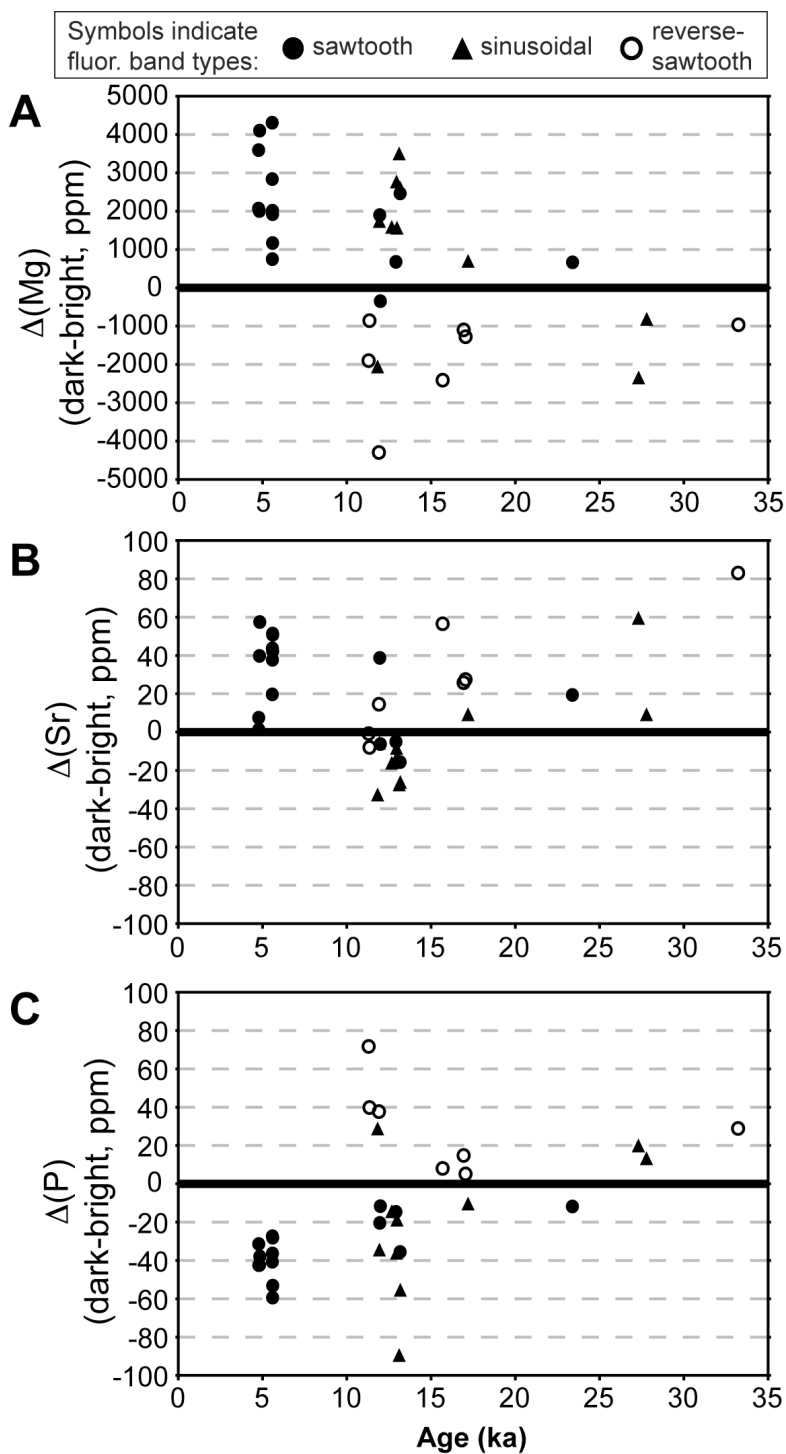 Symbols indicate
fluor. band types:
sawtooth
sinusoidal
reverse-
sawtooth
A
5000
4000
3000
2000
1000
0
-1000
-2000
-3000
-4000
-5000
Δ(Mg)
(dark-bright, ppm)
0 5 10 15 20 25 30 35
B
100
80
60
40
20
0
-20
-40
-60
-80
-100
Δ(Sr)
(dark-bright, ppm)
0 5 10 15 20 25 30 35
C
100
80
60
40
20
0
-20
-40
-60
-80
-100
Δ(P)
(dark-bright, ppm)
0 5 10 15 20 25 30 35
Age (ka)